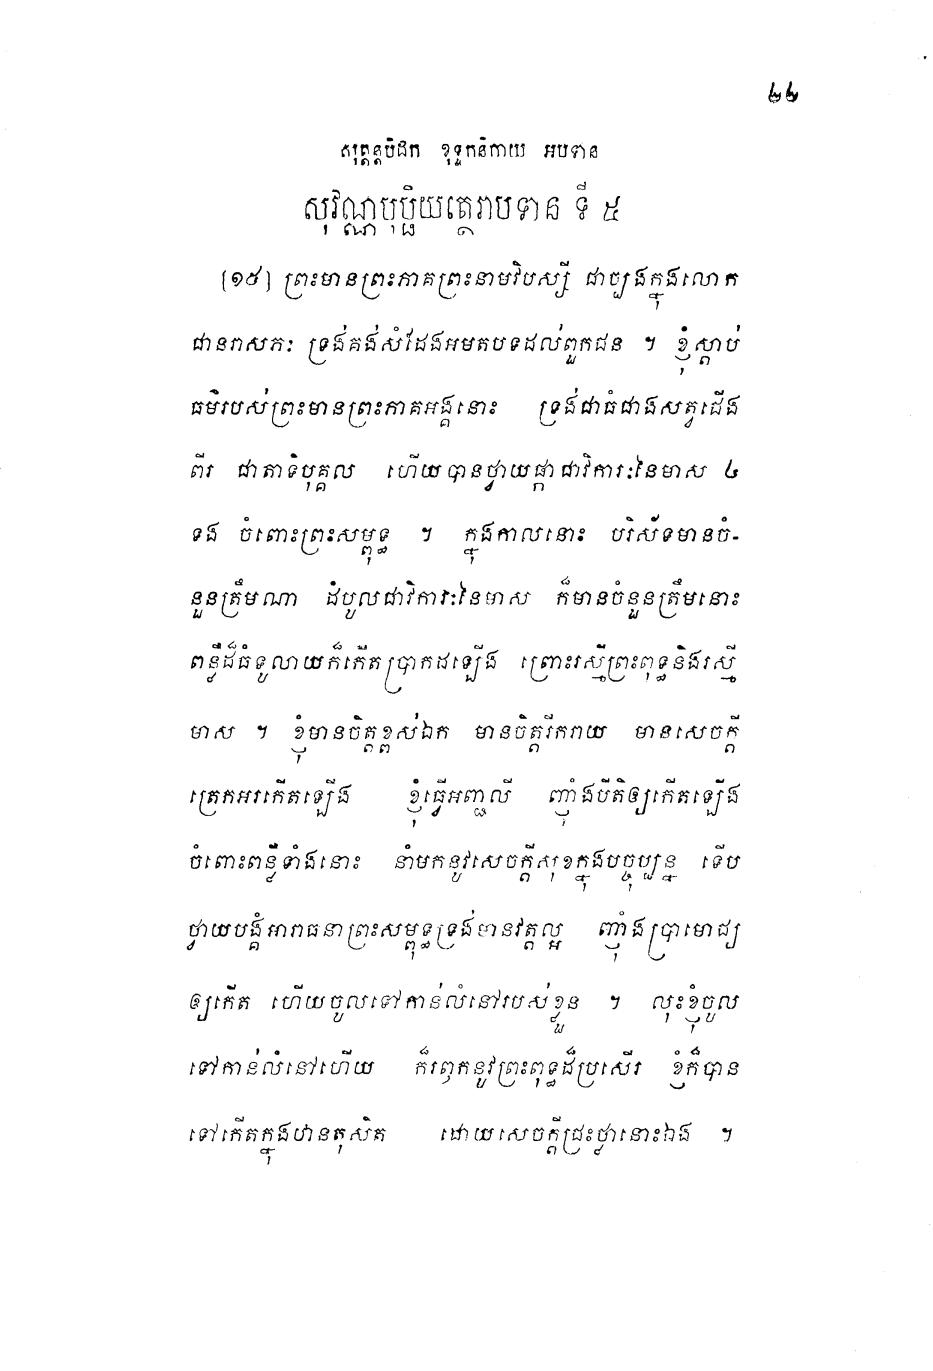 ២២
សុត្តន្តបិដក ខុទ្ទកនិកាយ អបទាន
សុវណ្ណបុប្ផិយត្ថេរាបទាន ទី ៥
[១៥] ព្រះមានព្រះភាគព្រះនាមវិបស្សី ជាច្បងក្នុងលោក
ជានរាសភៈ ទ្រង់គង់សំដែងអមតបទដល់ពួកជន ។ ខ្ញុំស្តាប់
ធម៌របស់ព្រះមានព្រះភាគអង្គនោះ ទ្រង់ជាធំជាងសត្វជើង
ពីរ ជាតាទិបុគ្គល ហើយបានថ្វាយផ្កាជាវិការៈនៃមាស ៤
ទង ចំពោះព្រះសម្ពុទ្ធ ។ ក្នុងកាលនោះ បរិស័ទមានចំ-
នួនត្រឹមណា ដំបូលជាវិការៈនៃមាស ក៏មានចំនួនត្រឹមនោះ
ពន្លឺដ៏ធំទូលាយក៏កើតប្រាកដឡើង ព្រោះរស្មីព្រះពុទ្ធនិងរស្មី
មាស ។ ខ្ញុំមានចិត្តខ្ពស់ឯក មានចិត្តរីករាយ មានសេចក្តី
ត្រេកអរកើតឡើង ខ្ញុំធ្វើអញ្ជលី ញ៉ាំងបីតិឲ្យកើតឡើង
ចំពោះពន្លឺទាំងនោះ នាំមកនូវសេចក្តីសុខក្នុងបច្ចុប្បន្ន ទើប
ថ្វាយបង្គំអារាធនាព្រះសម្ពុទ្ធទ្រង់មានវត្តល្អ ញ៉ាំងប្រាមោជ្យ
ឲ្យកើត ហើយចូលទៅកាន់លំនៅរបស់ខ្លួន ។ លុះខ្ញុំចូល
ទៅកាន់លំនៅហើយ ក៏រឭកនូវព្រះពុទ្ធដ៏ប្រសើរ ខ្ញុំក៏បាន
ទៅកើតក្នុងឋានតុសិត ដោយសេចក្តីជ្រះថ្លានោះឯង ។